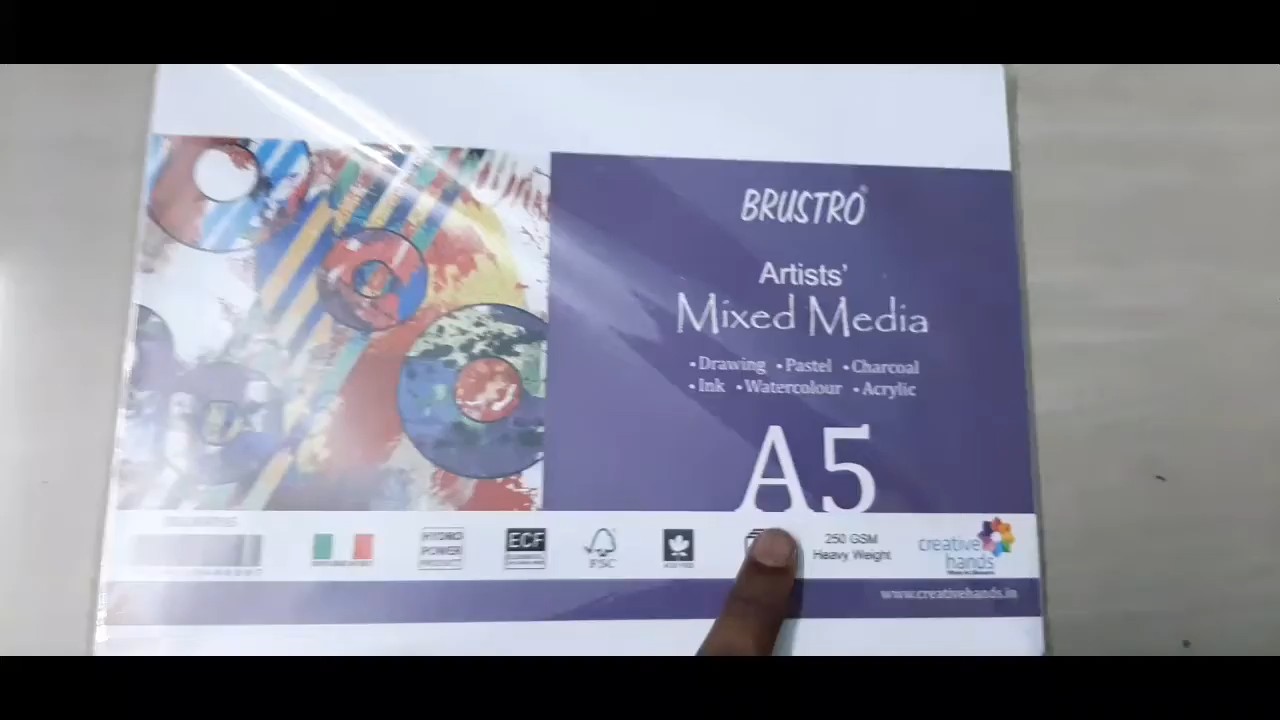 BRUSTRO®
Artists'
Mixed Media
•Drawing •Pastel •Charcoal
•Ink •Watercolour •Acrylic
A5
HYDRO
POWER
PRODUCT
ECF
FSC
250 GSM
Heavy Weight
creative
hands
www.creativehands.in